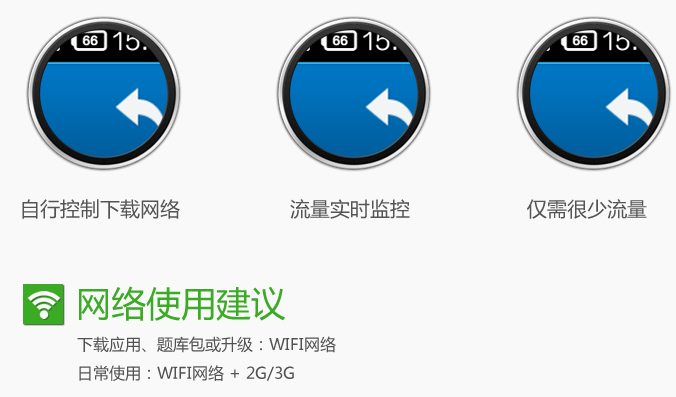 66 15.
66 15.
66 15.
自行控制下载网络
流量实时监控
仅需很少流量
网络使用建议
下载应用、题库包或升级：WIFI网络
日常使用：WIFI网络 + 2G/3G